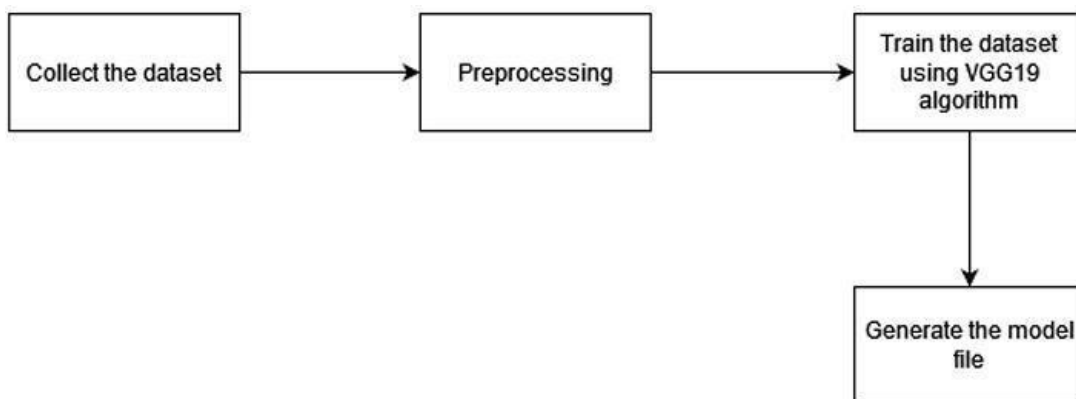 Collect the dataset
Preprocessing
Train the dataset
using VGG19
algorithm
Generate the model
file